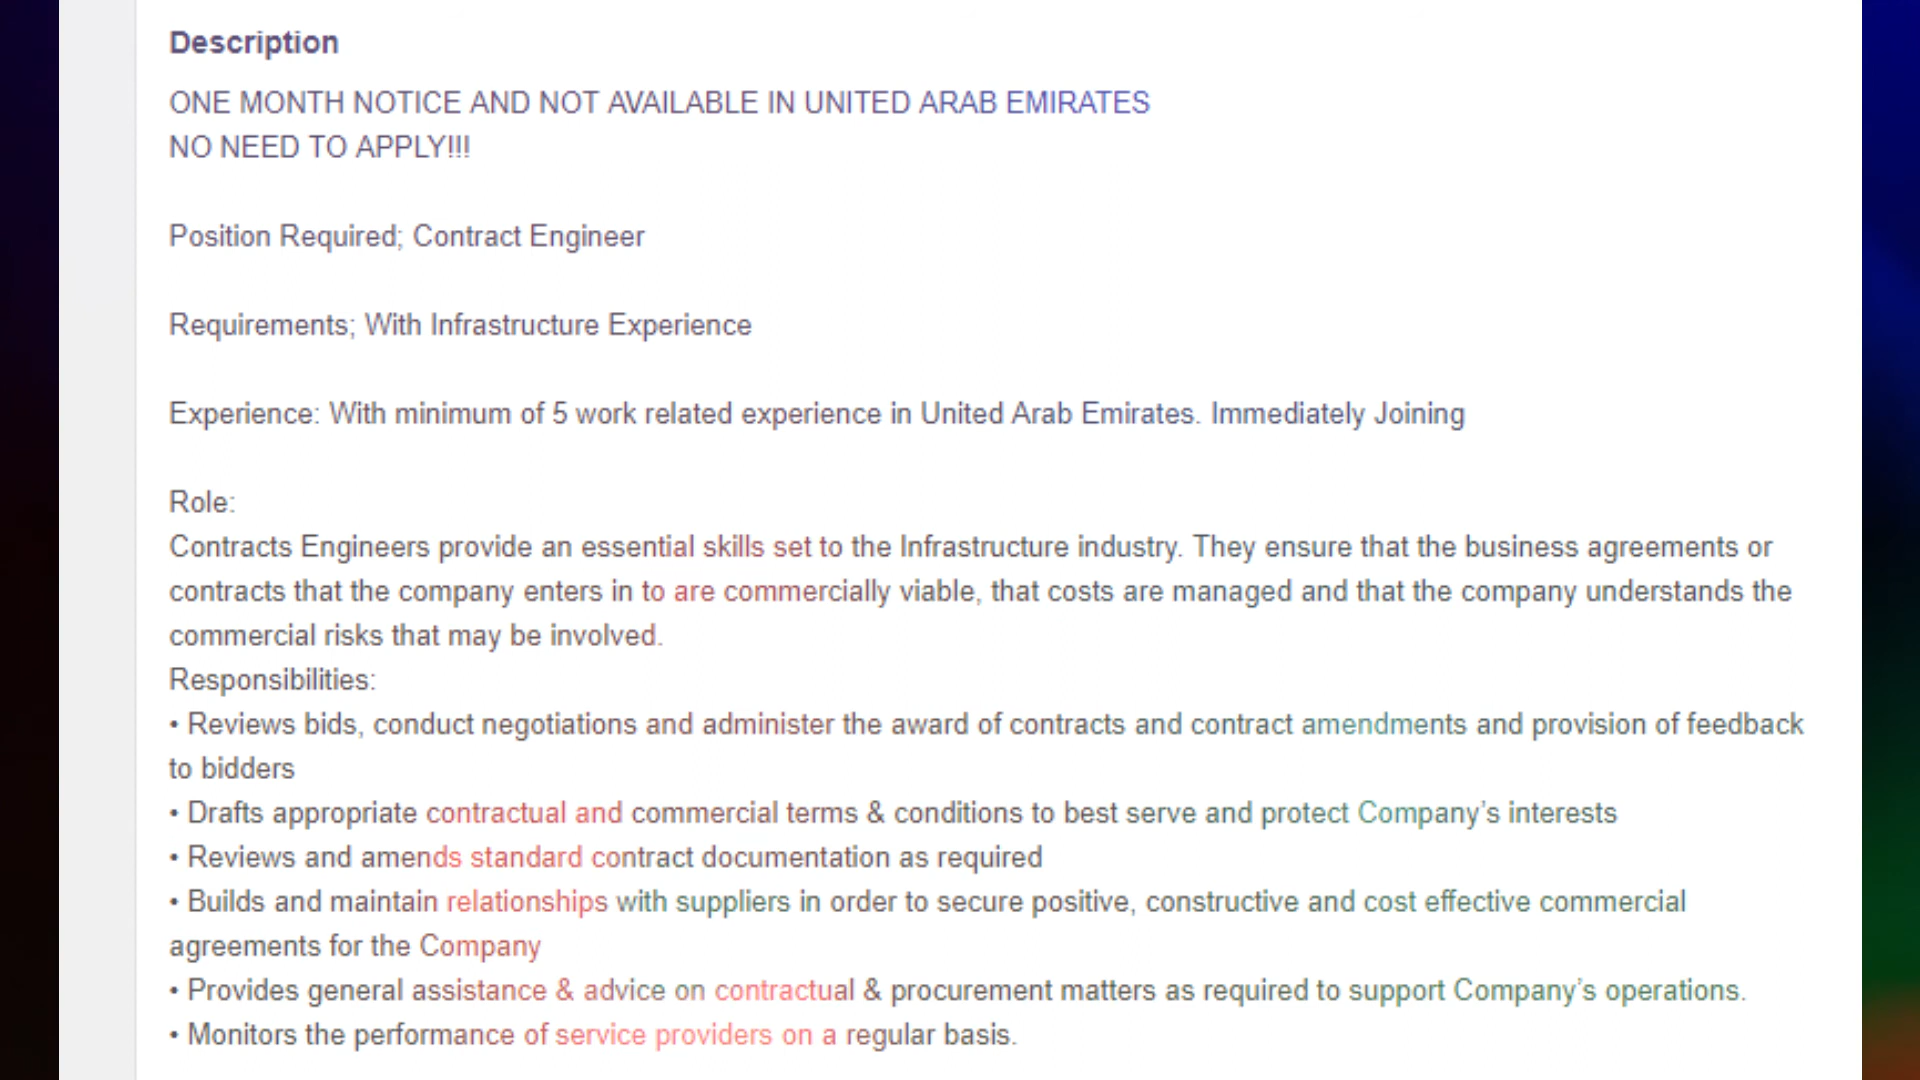 Description
ONE MONTH NOTICE AND NOT AVAILABLE IN UNITED ARAB EMIRATES
NO NEED TO APPLY!!!
Position Required; Contract Engineer
Requirements; With Infrastructure Experience
Experience: With minimum of 5 work related experience in United Arab Emirates. Immediately Joining
Role:
Contracts Engineers provide an essential skills set to the Infrastructure industry. They ensure that the business agreements or
contracts that the company enters in to are commercially viable, that costs are managed and that the company understands the
commercial risks that may be involved.
Responsibilities:
• Reviews bids, conduct negotiations and administer the award of contracts and contract amendments and provision of feedback
to bidders
• Drafts appropriate contractual and commercial terms & conditions to best serve and protect Company’s interests
• Reviews and amends standard contract documentation as required
• Builds and maintain relationships with suppliers in order to secure positive, constructive and cost effective commercial
agreements for the Company
• Provides general assistance & advice on contractual & procurement matters as required to support Company’s operations.
• Monitors the performance of service providers on a regular basis.